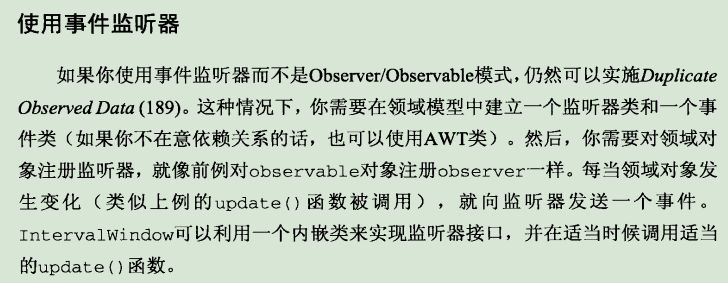 使用事件监听器
如果你使用事件监听器而不是Observer/Observable模式，仍然可以实施Duplicate
Observed Data (189)。这种情况下，你需要在领域模型中建立一个监听器类和一个事
件类（如果你不在意依赖关系的话，也可以使用AWT类）。然后，你需要对领域对
象注册监听器，就像前例对observable对象注册observer一样。每当领域对象发
生变化（类似上例的update()函数被调用），就向监听器发送一个事件。
IntervalWindow可以利用一个内嵌类来实现监听器接口，并在适当时候调用适当
的update()函数。